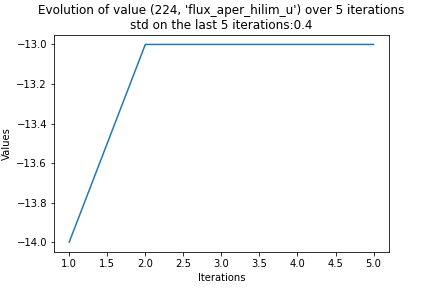 Evolution of value (224, 'flux_aper_hilim_u') over 5 iterations
std on the last 5 iterations:0.4
−13.0
−13.2
−13.4
−13.6
−13.8
−14.0
Values
1.0 1.5 2.0 2.5 3.0 3.5 4.0 4.5 5.0
Iterations